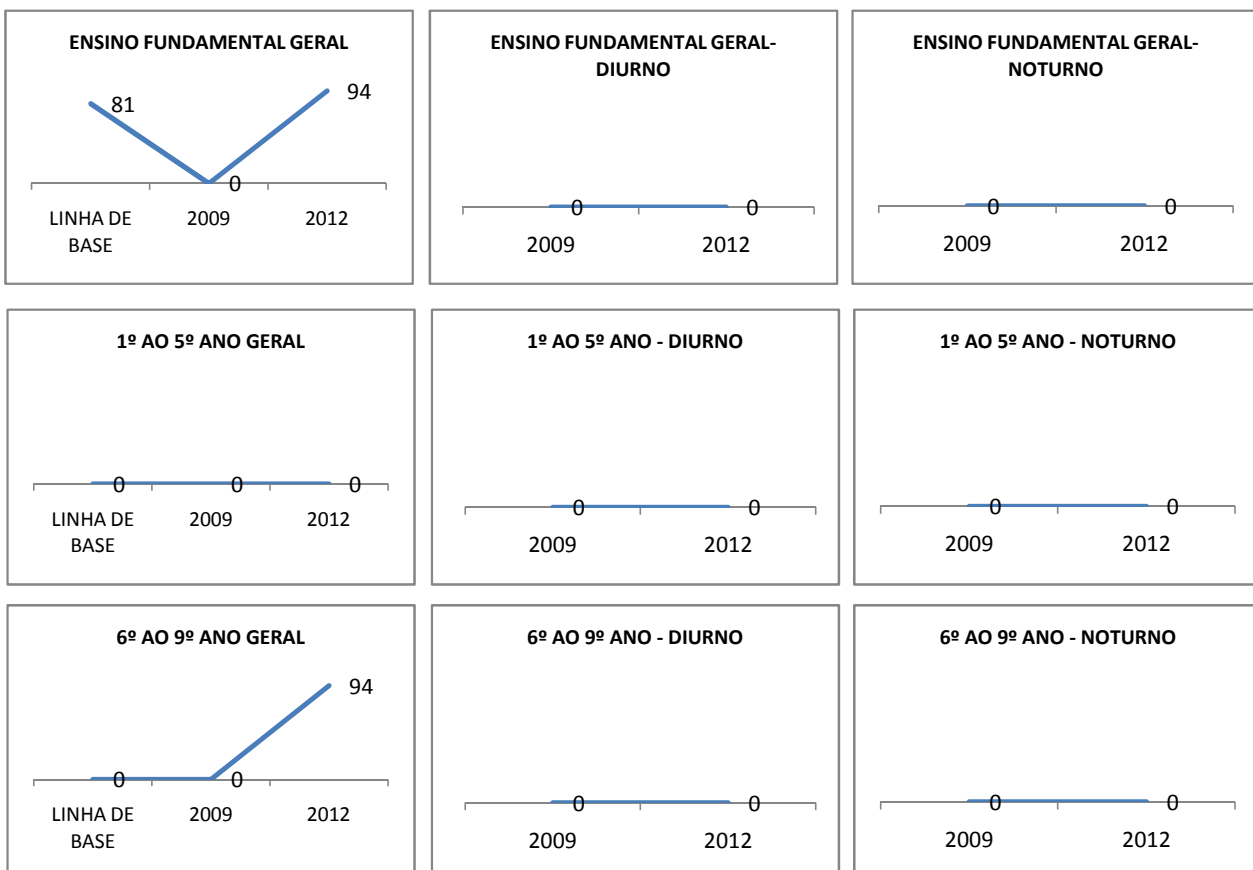 ENSINO FUNDAMENTAL GERAL
81
0
94
LINHA DE
BASE
2009
2012
ENSINO FUNDAMENTAL GERAL-
DIURNO
0
0
2009
2012
ENSINO FUNDAMENTAL GERAL-
NOTURNO
0
0
2009
2012
1º AO 5º ANO GERAL
0
0
0
LINHA DE
BASE
2009
2012
1º AO 5º ANO - DIURNO
0
0
2009
2012
1º AO 5º ANO - NOTURNO
0
0
2009
2012
6º AO 9º ANO GERAL
0
0
94
LINHA DE
BASE
2009
2012
6º AO 9º ANO - DIURNO
0
0
2009
2012
6º AO 9º ANO - NOTURNO
0
0
2009
2012